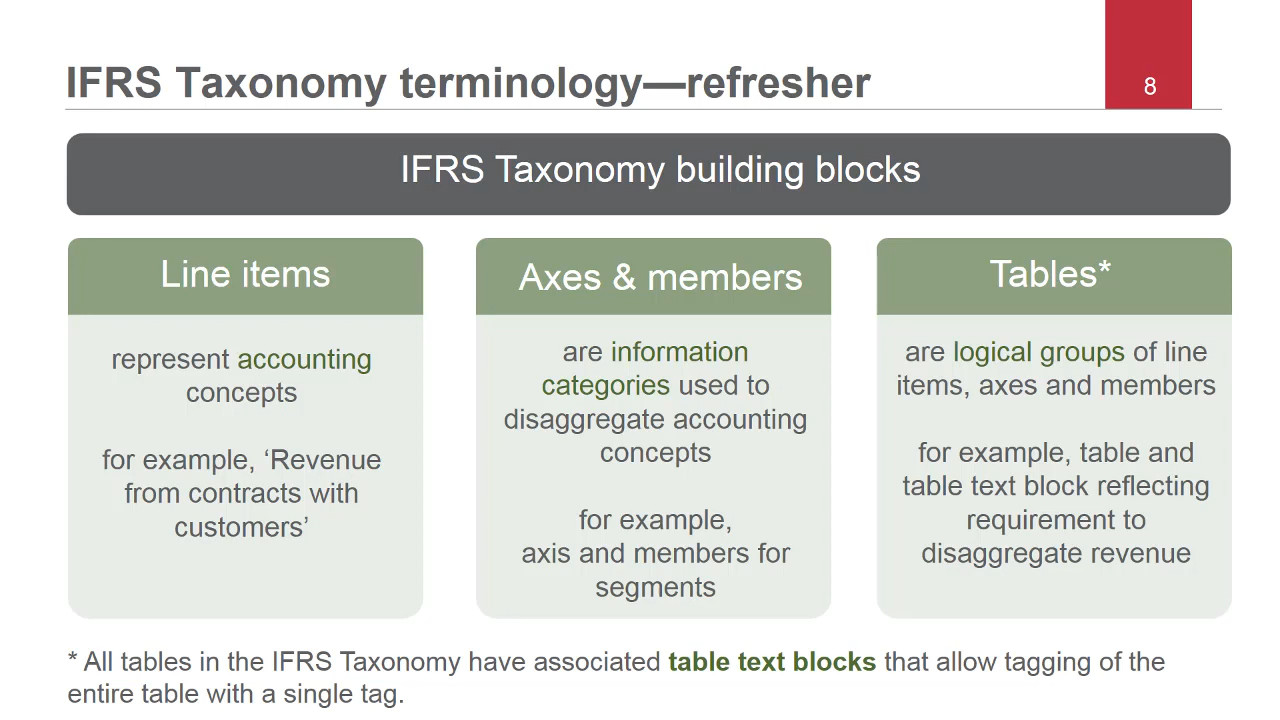 IFRS Taxonomy terminology—refresher
8
IFRS Taxonomy building blocks
Line items
represent accounting
concepts
for example, ‘Revenue
from contracts with
customers’
Axes & members
are information
categories used to
disaggregate accounting
concepts
for example,
axis and members for
segments
Tables*
are logical groups of line
items, axes and members
for example, table and
table text block reflecting
requirement to
disaggregate revenue
* All tables in the IFRS Taxonomy have associated table text blocks that allow tagging of the
entire table with a single tag.